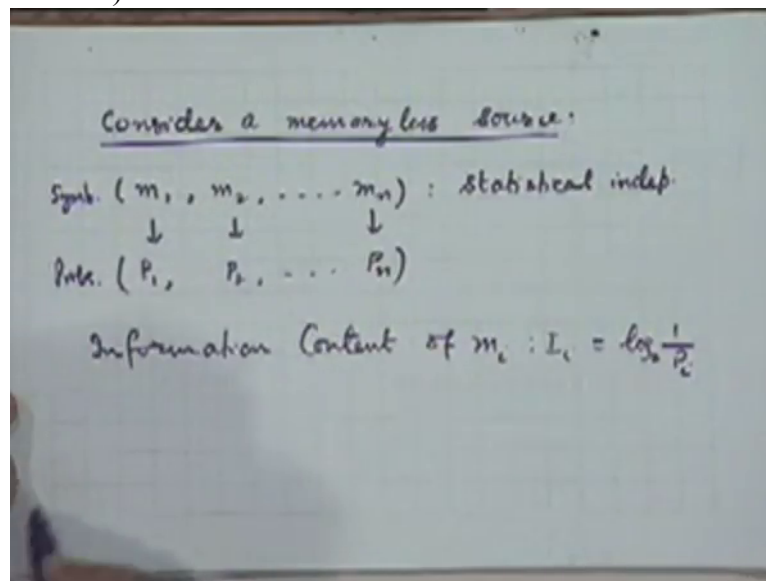 Consider a memoryless source:
Symb. (m₁, m₂, .... mₙ) : Statistical indep.
↓ ↓ ↓
Prob. (P₁, P₂, ... Pₙ)
Information Content of mᵢ : Iᵢ = log₂ 1/Pᵢ